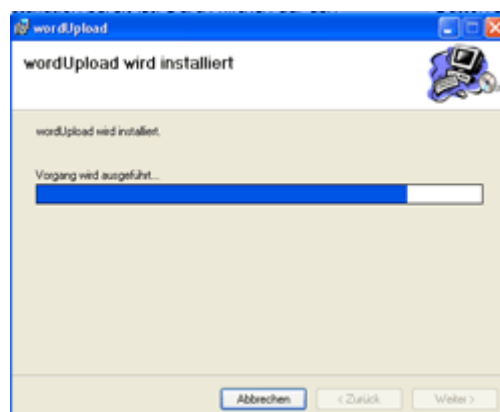 wordUpload
wordUpload wird installiert
wordUpload wird installiert.
Vorgang wird ausgeführt...
Abbrechen
< Zurück
Weiter >